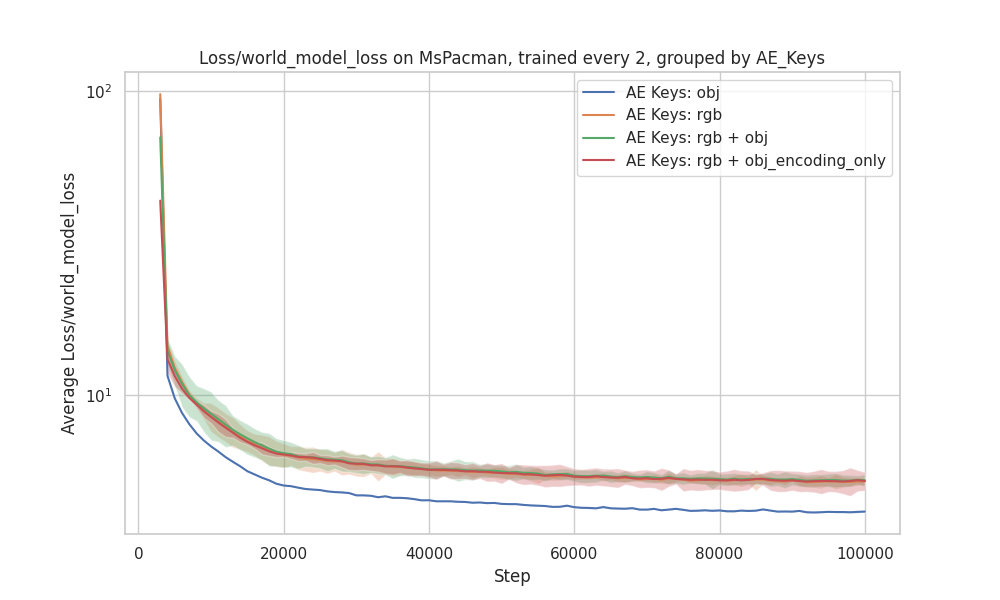 Loss/world_model_loss on MsPacman, trained every 2, grouped by AE_Keys
AE Keys: obj
AE Keys: rgb
AE Keys: rgb + obj
AE Keys: rgb + obj_encoding_only
Average Loss/world_model_loss
10²
10¹
0 20000 40000 60000 80000 100000
Step